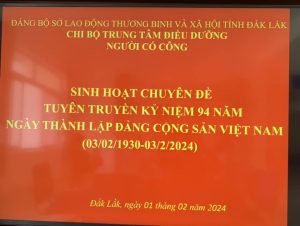 ĐẢNG BỘ SỞ LAO ĐỘNG THƯƠNG BINH VÀ XÃ HỘI TỈNH ĐẮK LẮK
CHI BỘ TRUNG TÂM ĐIỀU DƯỠNG
NGƯỜI CÓ CÔNG
SINH HOẠT CHUYÊN ĐỀ
TUYÊN TRUYỀN KỶ NIỆM 94 NĂM
NGÀY THÀNH LẬP ĐẢNG CỘNG SẢN VIỆT NAM
(03/02/1930-03/2/2024)
Đắk Lắk, ngày 01 tháng 02 năm 2024